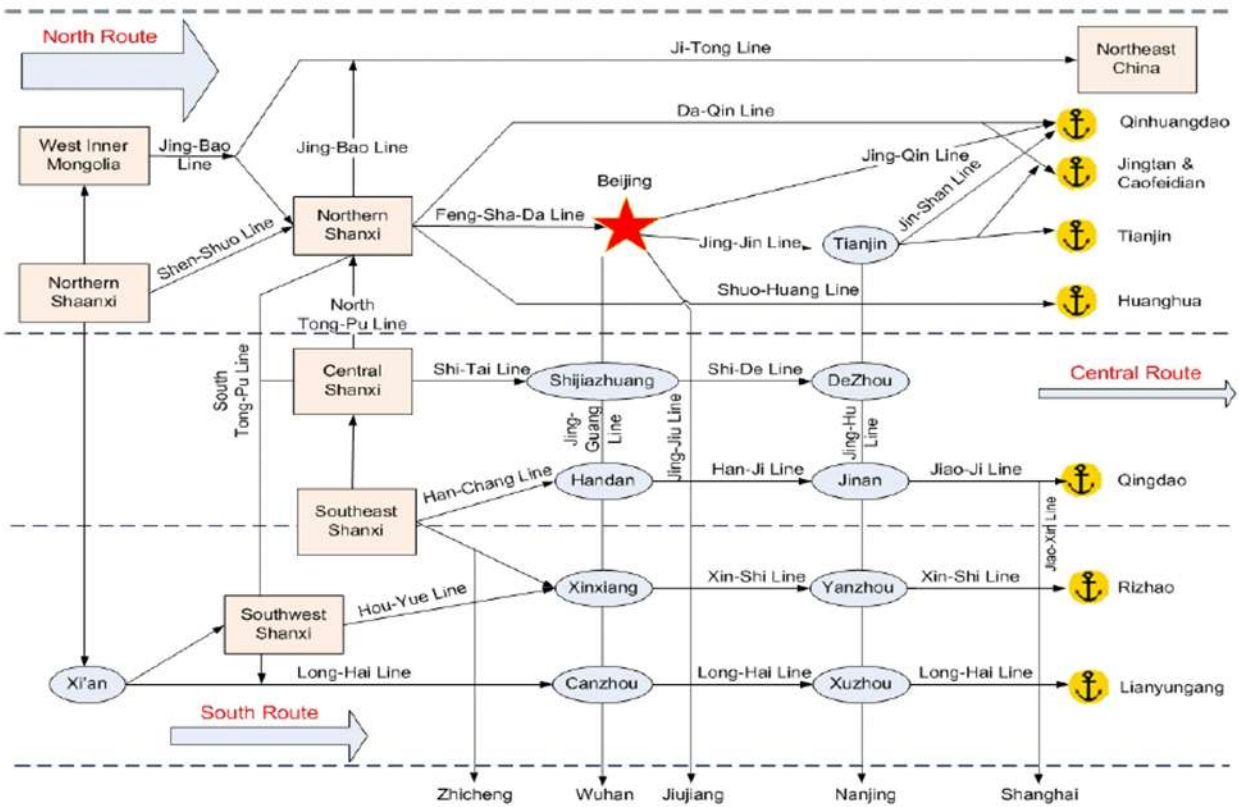 North Route
Ji-Tong Line
Northeast
China
Da-Qin Line
Qinhuangdao
West Inner
Mongolia
Jing-Bao
Line
Jing-Bao Line
Jing-Qin Line
Jingtan &
Caofeidian
Beijing
Jin-Shan Line
Northern
Shanxi
Feng-Sha-Da Line
Shen-Shuo Line
Jing-Jin Line
Tianjin
Tianjin
Northern
Shaanxi
North
Tong-Pu Line
Shuo-Huang Line
Huanghua
South
Tong-Pu Line
Central
Shanxi
Shi-Tai Line
Shijiazhuang
Shi-De Line
DeZhou
Central Route
Jing-
Guang
Line
Jing-Jiu Line
Jing-Hu
Line
Han-Chang Line
Handan
Han-Ji Line
Jinan
Jiao-Ji Line
Qingdao
Southeast
Shanxi
Jiao-Xin Line
Hou-Yue Line
Xinxiang
Xin-Shi Line
Yanzhou
Xin-Shi Line
Rizhao
Southwest
Shanxi
Xi'an
Long-Hai Line
Canzhou
Long-Hai Line
Xuzhou
Long-Hai Line
Lianyungang
South Route
Zhicheng
Wuhan
Jiujiang
Nanjing
Shanghai